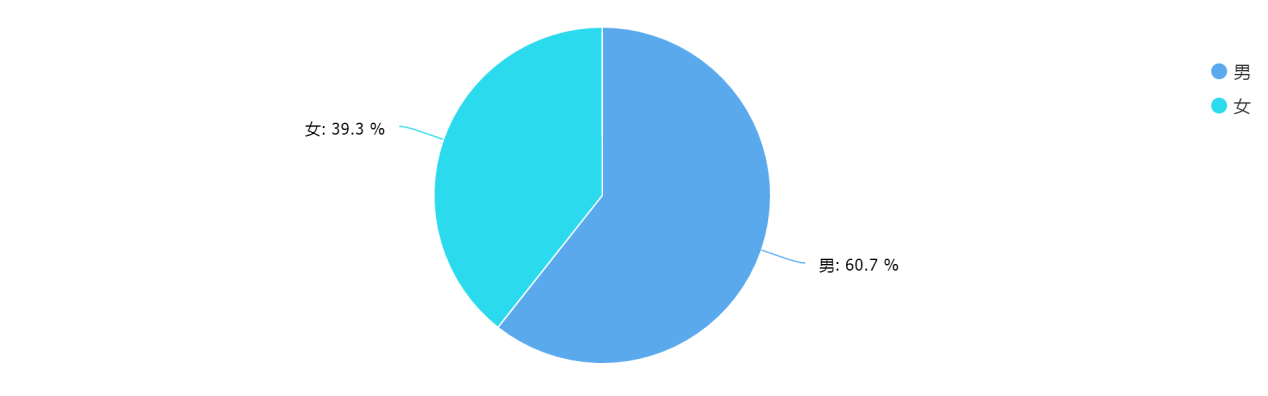 男
女
女: 39.3 %
男: 60.7 %